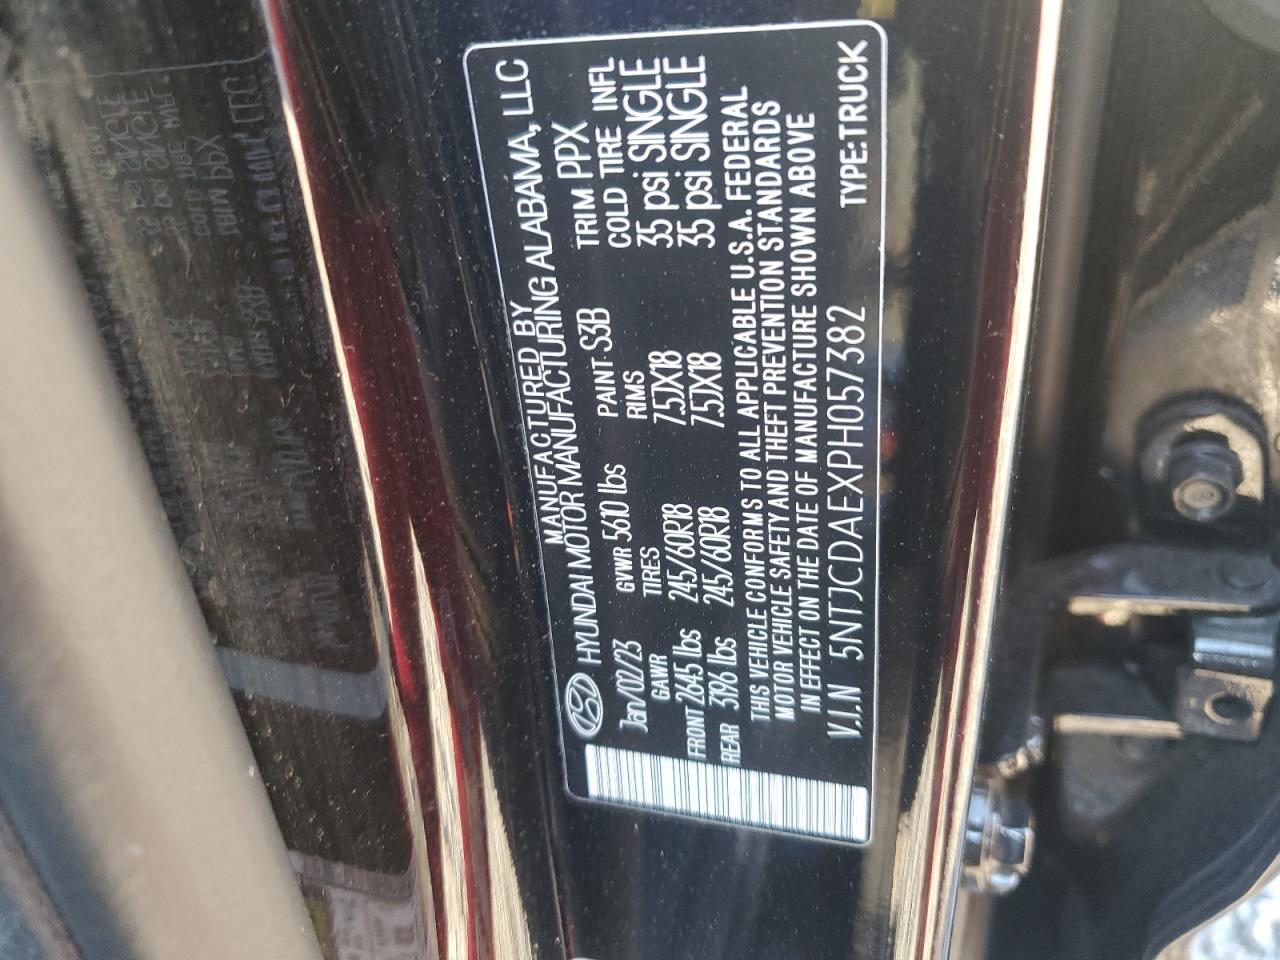 MANUFACTURED BY
HYUNDAI MOTOR MANUFACTURING ALABAMA, LLC
Jan/02/23 GVWR 5610 lbs PAINT S3B TRIM PPX
GAWR TIRES RIMS COLD TIRE INFL
FRONT 2645 lbs 245/60R18 7.5JX18 35 psi SINGLE
REAR 3196 lbs 245/60R18 7.5JX18 35 psi SINGLE
THIS VEHICLE CONFORMS TO ALL APPLICABLE U.S.A. FEDERAL
MOTOR VEHICLE SAFETY AND THEFT PREVENTION STANDARDS
IN EFFECT ON THE DATE OF MANUFACTURE SHOWN ABOVE
V.I.N 5NTJCDAEXPH057382 TYPE:TRUCK